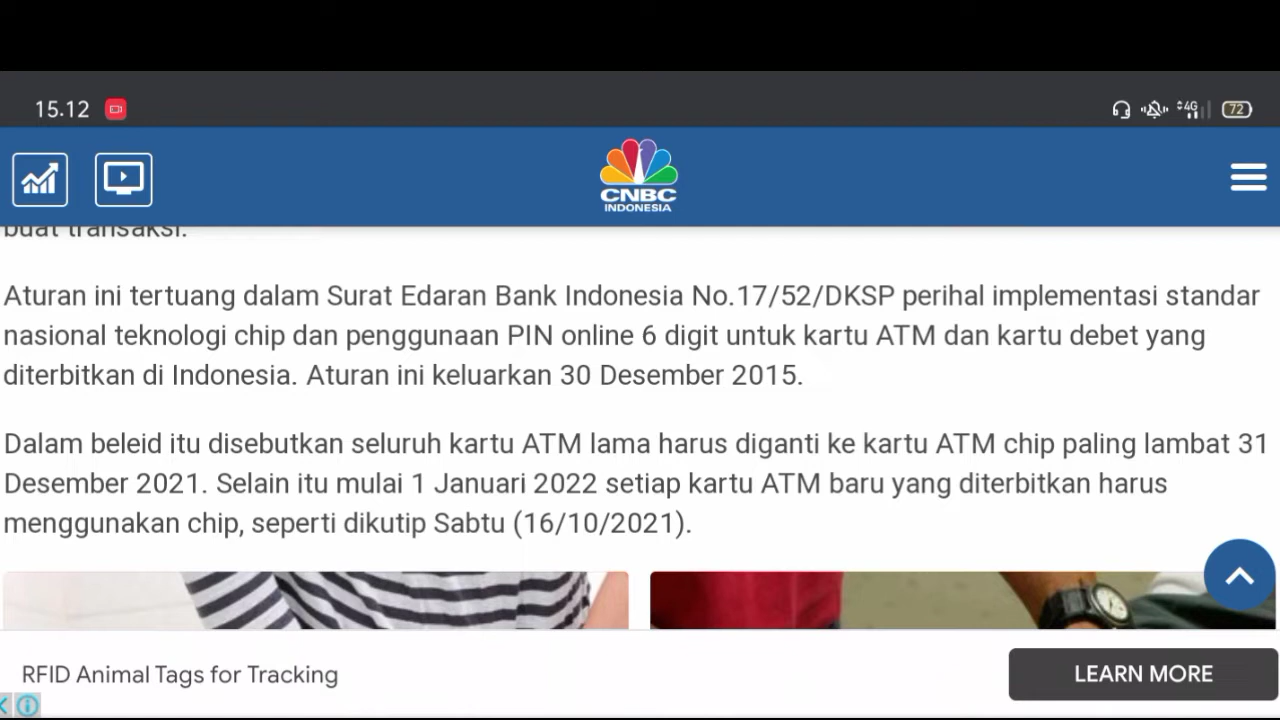 15.12
4G
72
CNBC
INDONESIA
buat transaksi.
Aturan ini tertuang dalam Surat Edaran Bank Indonesia No.17/52/DKSP perihal implementasi standar
nasional teknologi chip dan penggunaan PIN online 6 digit untuk kartu ATM dan kartu debet yang
diterbitkan di Indonesia. Aturan ini keluarkan 30 Desember 2015.
Dalam beleid itu disebutkan seluruh kartu ATM lama harus diganti ke kartu ATM chip paling lambat 31
Desember 2021. Selain itu mulai 1 Januari 2022 setiap kartu ATM baru yang diterbitkan harus
menggunakan chip, seperti dikutip Sabtu (16/10/2021).
RFID Animal Tags for Tracking
LEARN MORE